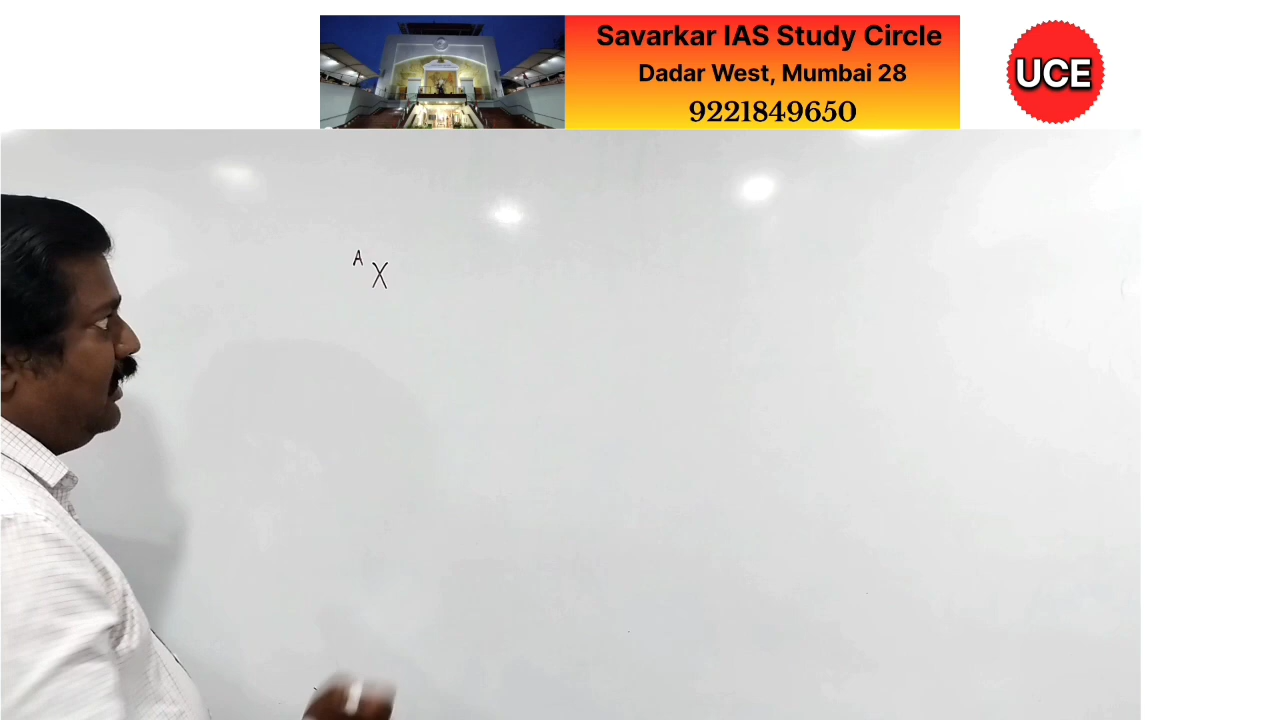 Savarkar IAS Study Circle
Dadar West, Mumbai 28
9221849650
UCE
A
X